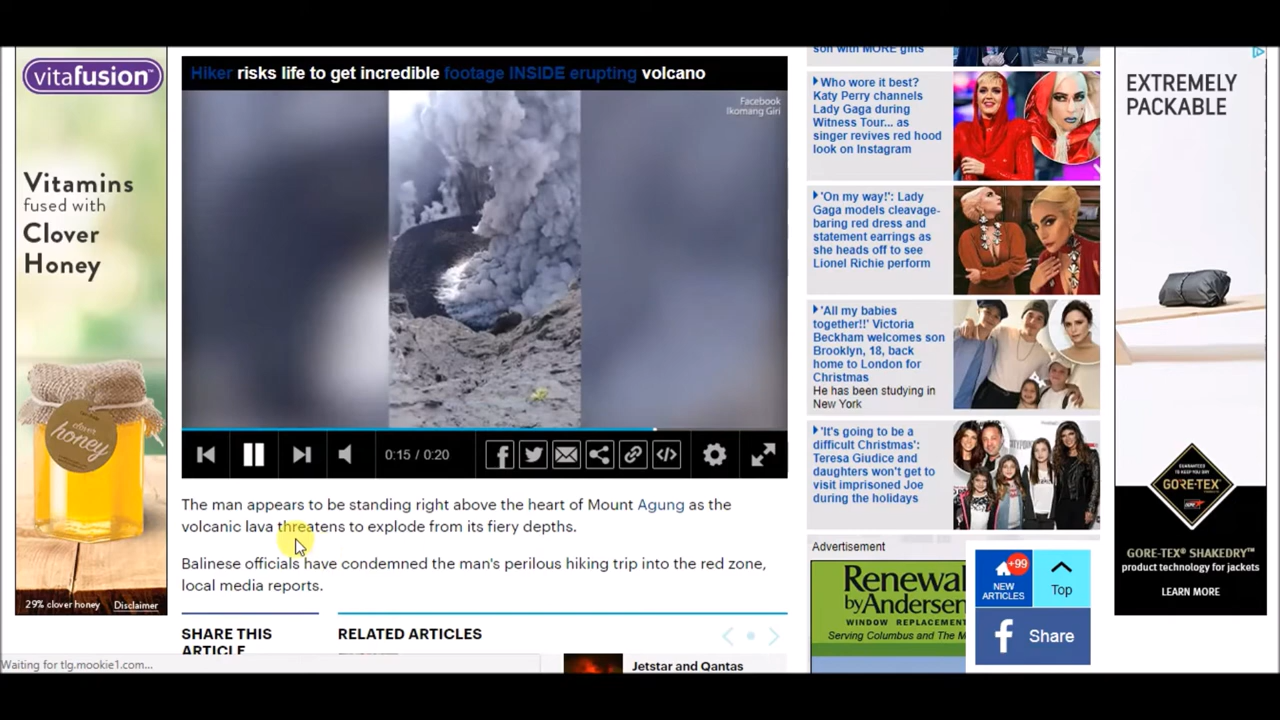 vitafusion™
Vitamins
fused with
Clover
Honey
clover
honey
29% clover honey
Disclaimer
Hiker risks life to get incredible footage INSIDE erupting volcano
Facebook
Ikomang Giri
0:15 / 0:20
The man appears to be standing right above the heart of Mount Agung as the
volcanic lava threatens to explode from its fiery depths.
Balinese officials have condemned the man's perilous hiking trip into the red zone,
local media reports.
SHARE THIS
ARTICLE
RELATED ARTICLES
Jetstar and Qantas
Waiting for tlg.mookie1.com...
son with MORE gifts
Who wore it best?
Katy Perry channels
Lady Gaga during
Witness Tour... as
singer revives red hood
look on Instagram
'On my way!': Lady
Gaga models cleavage-
baring red dress and
statement earrings as
she heads off to see
Lionel Richie perform
'All my babies
together!!' Victoria
Beckham welcomes son
Brooklyn, 18, back
home to London for
Christmas
He has been studying in
New York
'It's going to be a
difficult Christmas':
Teresa Giudice and
daughters won't get to
visit imprisoned Joe
during the holidays
Advertisement
Renewal
byAndersen
WINDOW REPLACEMENT
Serving Columbus and The M
+99
NEW
ARTICLES
Top
Share
EXTREMELY
PACKABLE
GUARANTEED
TO KEEP YOU DRY
GORE-TEX®
GORE-TEX® SHAKEDRY™
product technology for jackets
LEARN MORE